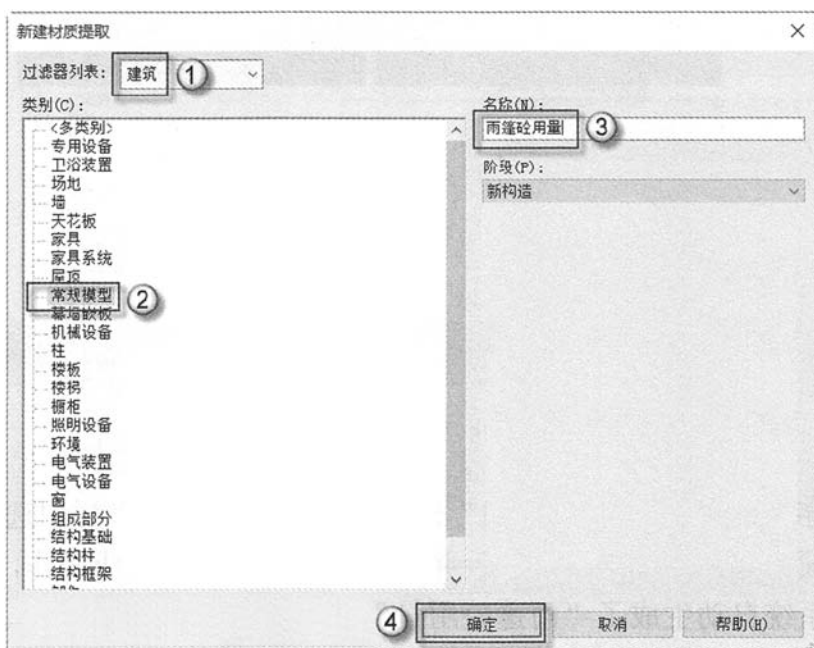 新建材质提取
过滤器列表: 建筑 ①
类别(C):
<多类别>
专用设备
卫浴装置
场地
墙
天花板
家具
家具系统
屋顶
常规模型 ②
幕墙嵌板
机械设备
柱
楼板
楼梯
橱柜
照明设备
环境
电气装置
电气设备
窗
组成部分
结构基础
结构柱
结构框架
名称(N):
雨篷砼用量 ③
阶段(P):
新构造
④ 确定 取消 帮助(H)